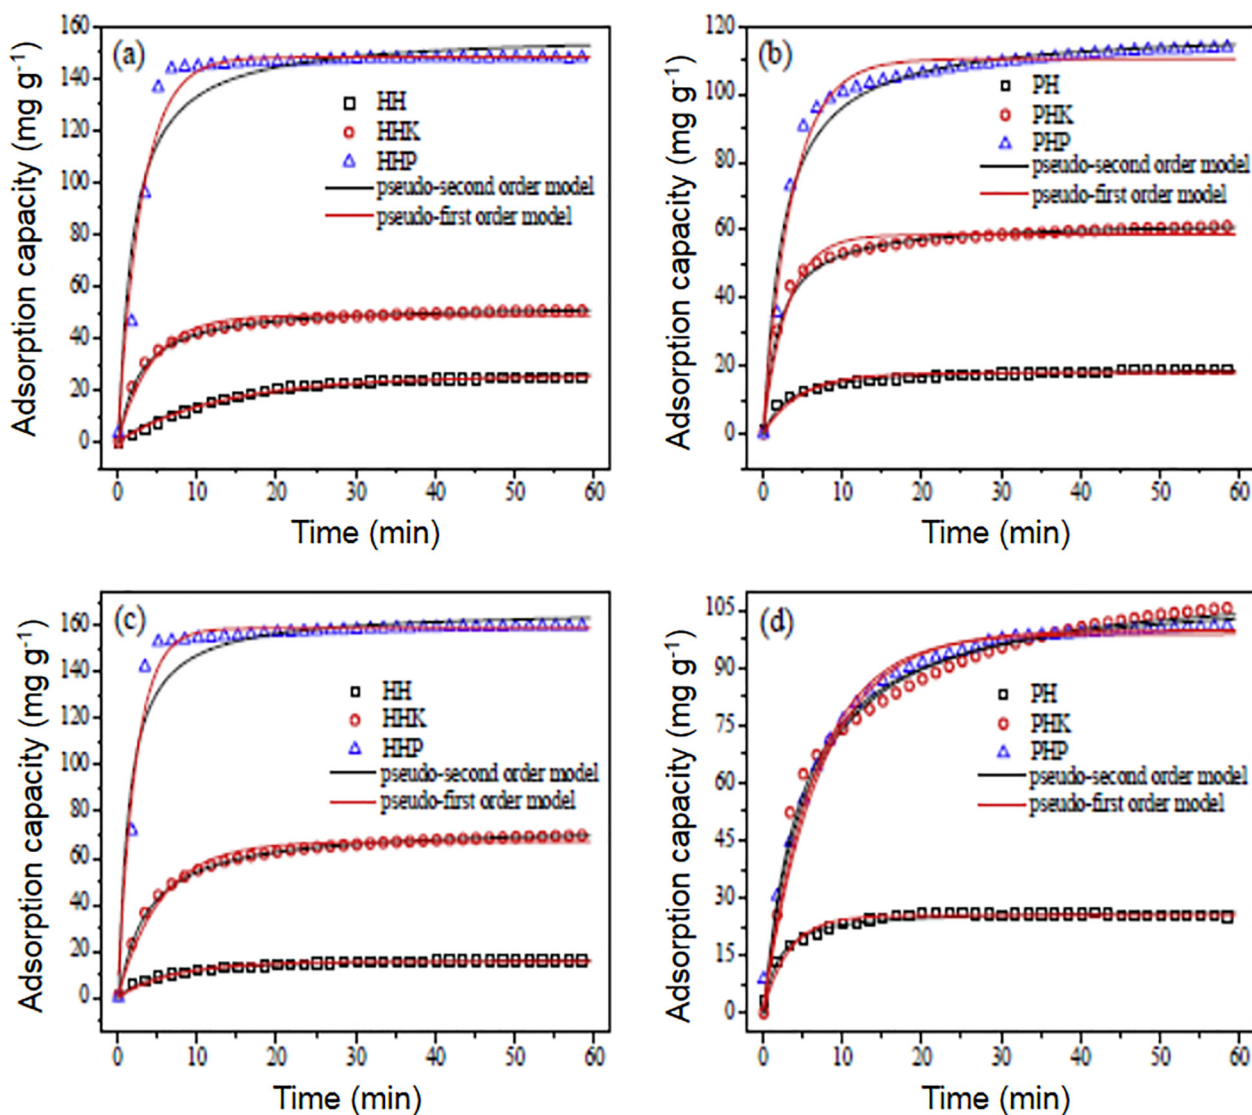 (a)
Adsorption capacity (mg g⁻¹)
160
140
120
100
80
60
40
20
0
HH
HHK
HHP
pseudo-second order model
pseudo-first order model
0 10 20 30 40 50 60
Time (min)
(b)
Adsorption capacity (mg g⁻¹)
120
100
80
60
40
20
0
PH
PHK
PHP
pseudo-second order model
pseudo-first order model
0 10 20 30 40 50 60
Time (min)
(c)
Adsorption capacity (mg g⁻¹)
160
140
120
100
80
60
40
20
0
HH
HHK
HHP
pseudo-second order model
pseudo-first order model
0 10 20 30 40 50 60
Time (min)
(d)
Adsorption capacity (mg g⁻¹)
105
90
75
60
45
30
15
0
PH
PHK
PHP
pseudo-second order model
pseudo-first order model
0 10 20 30 40 50 60
Time (min)